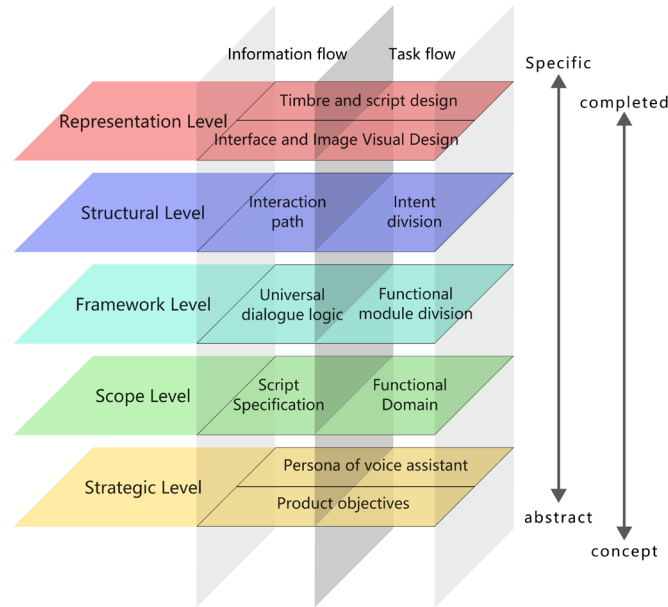 Information flow
Task flow
Specific
completed
Representation Level
Timbre and script design
Interface and Image Visual Design
Structural Level
Interaction
path
Intent
division
Framework Level
Universal
dialogue logic
Functional
module division
Scope Level
Script
Specification
Functional
Domain
Strategic Level
Persona of voice assistant
Product objectives
abstract
concept